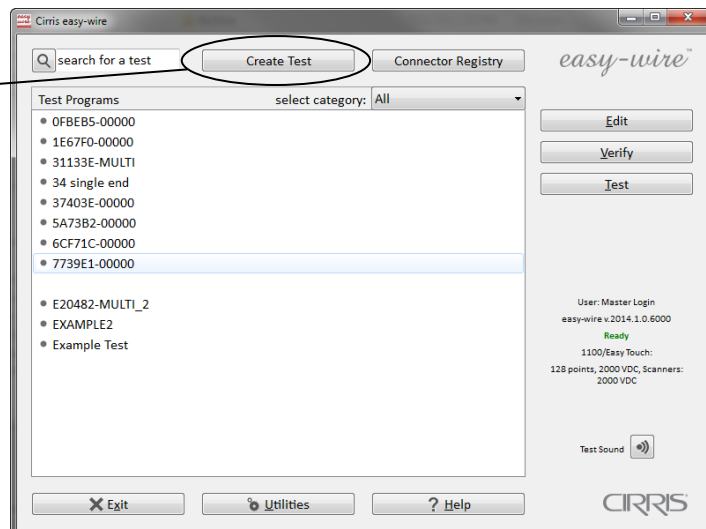 Cirris easy-wire
search for a test
Create Test
Connector Registry
easy-wire™
Test Programs
select category: All
0FBEB5-00000
1E67F0-00000
31133E-MULTI
34 single end
37403E-00000
5A73B2-00000
6CF71C-00000
7739E1-00000
E20482-MULTI_2
EXAMPLE2
Example Test
Edit
Verify
Test
User: Master Login
easy-wire v.2014.1.0.6000
Ready
1100/Easy Touch:
128 points, 2000 VDC, Scanners:
2000 VDC
Test Sound
Exit
Utilities
? Help
CIRRIS